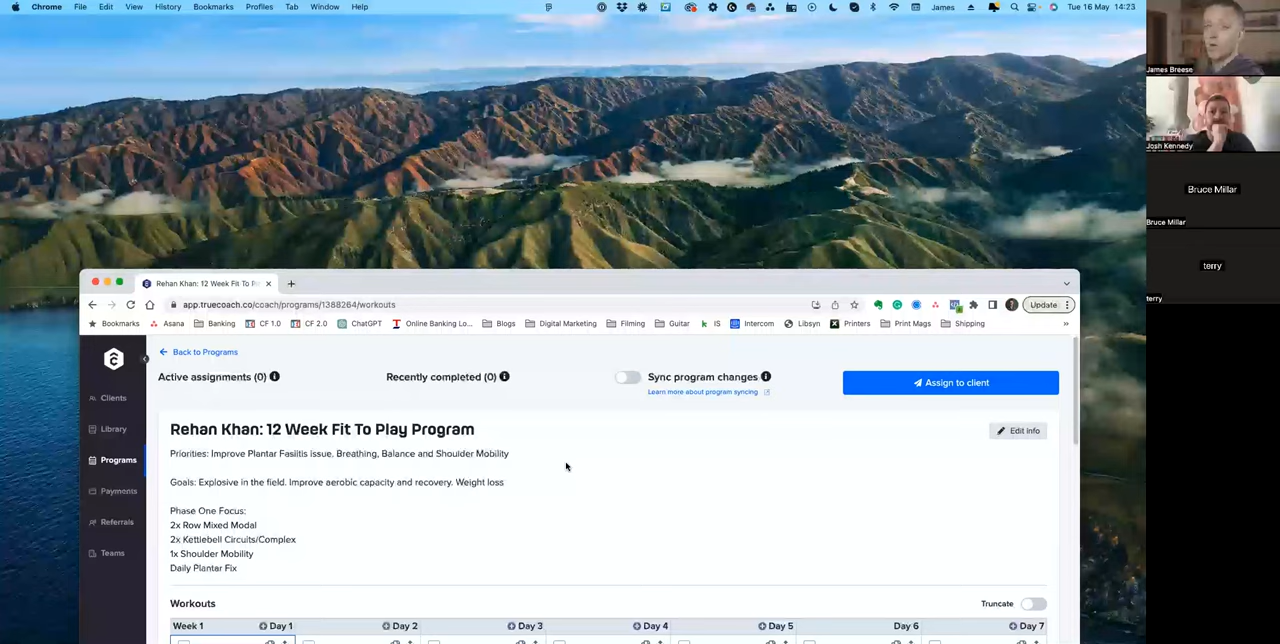 Chrome File Edit View History Bookmarks Profiles Tab Window Help James Tue 16 May 14:23
James Breese
Josh Kennedy
Bruce Millar
Bruce Millar
terry
terry
Rehan Khan: 12 Week Fit To Pl
app.truecoach.co/coach/programs/1388264/workouts Update
Bookmarks Asana Banking CF 1.0 CF 2.0 ChatGPT Online Banking Lo... Blogs Digital Marketing Filming Guitar IS Intercom Printers Libsyn Print Mags Shipping »
Back to Programs
Active assignments (0) Recently completed (0) Sync program changes Assign to client
Learn more about program syncing
Clients
Library
Programs
Payments
Referrals
Teams
Rehan Khan: 12 Week Fit To Play Program Edit info
Priorities: Improve Plantar Fasiitis issue. Breathing, Balance and Shoulder Mobility
Goals: Explosive in the field. Improve aerobic capacity and recovery. Weight loss
Phase One Focus:
2x Row Mixed Modal
2x Kettlebell Circuits/Complex
1x Shoulder Mobility
Daily Plantar Fix
Workouts Truncate
Week 1 Day 1 Day 2 Day 3 Day 4 Day 5 Day 6 Day 7